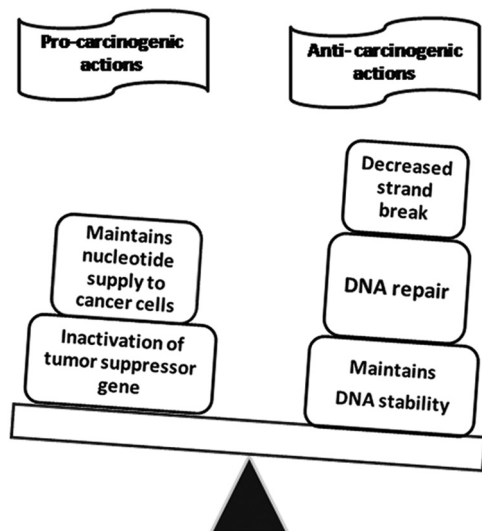 Pro-carcinogenic
actions
Anti- carcinogenic
actions
Maintains
nucleotide
supply to
cancer cells
Inactivation of
tumor suppressor
gene
Decreased
strand
break
DNA repair
Maintains
DNA stability